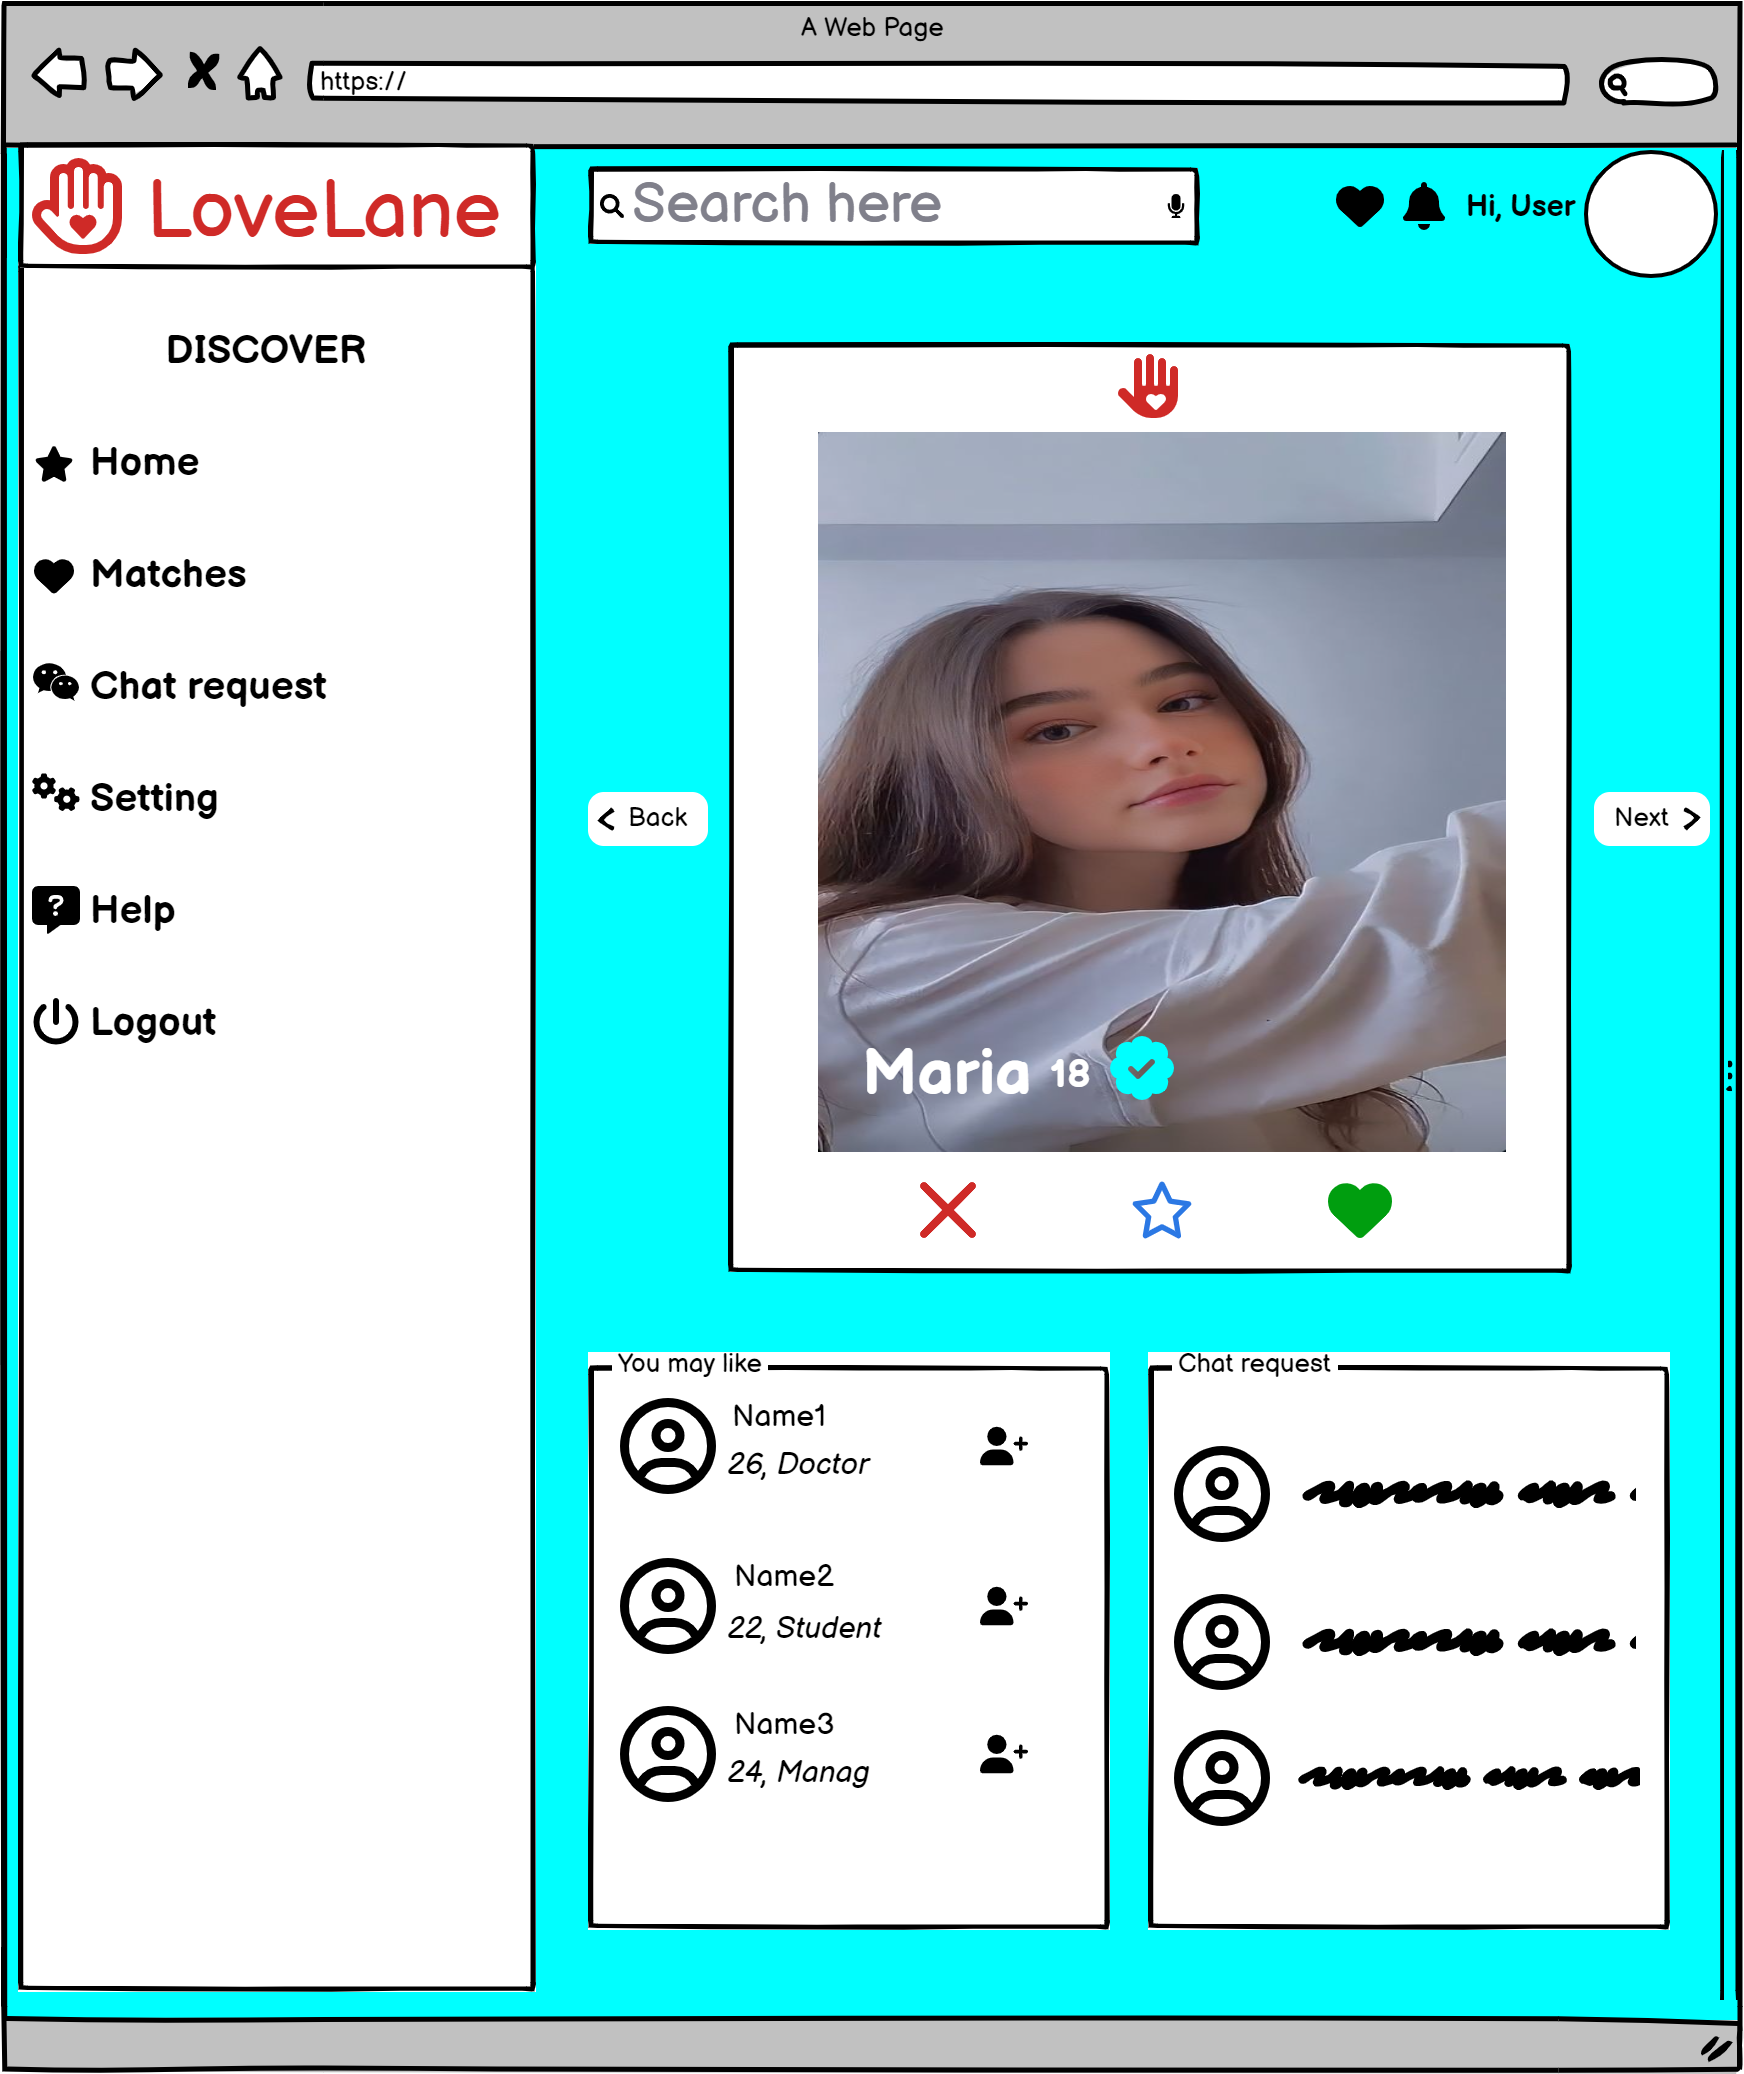 A Web Page
https://
LoveLane
Search here
Hi, User
DISCOVER
Home
Matches
Chat request
Setting
Help
Logout
Back
Next
Maria 18
You may like
Name1
26, Doctor
Name2
22, Student
Name3
24, Manag
Chat request